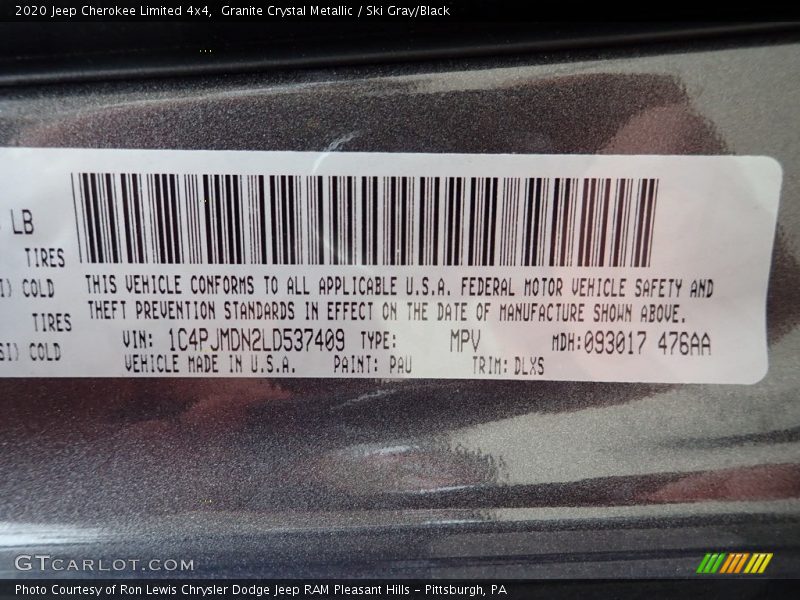 2020 Jeep Cherokee Limited 4x4, Granite Crystal Metallic / Ski Gray/Black
LB
TIRES
COLD
TIRES
COLD
THIS VEHICLE CONFORMS TO ALL APPLICABLE U.S.A. FEDERAL MOTOR VEHICLE SAFETY AND
THEFT PREVENTION STANDARDS IN EFFECT ON THE DATE OF MANUFACTURE SHOWN ABOVE.
VIN: 1C4PJMDN2LD537409 TYPE: MPV MDH:093017 476AA
VEHICLE MADE IN U.S.A. PAINT: PAU TRIM: DLXS
GTCARLOT.COM
Photo Courtesy of Ron Lewis Chrysler Dodge Jeep RAM Pleasant Hills - Pittsburgh, PA